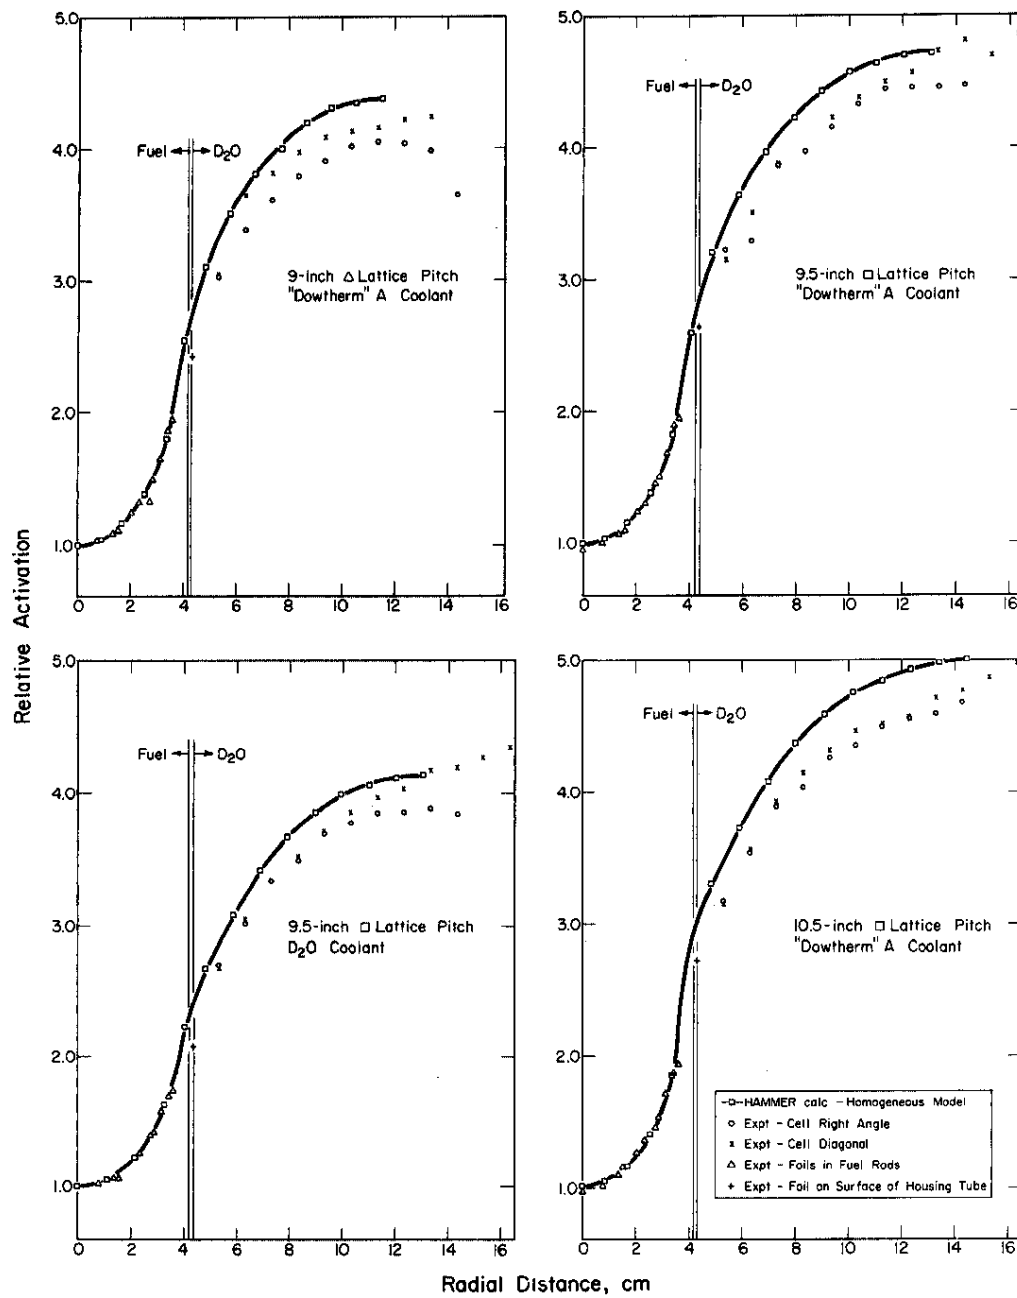 5.0
4.0
3.0
2.0
1.0
0 2 4 6 8 10 12 14 16
Fuel D2O
9-inch △ Lattice Pitch
"Dowtherm" A Coolant
5.0
4.0
3.0
2.0
1.0
0 2 4 6 8 10 12 14 16
Fuel D2O
9.5-inch □ Lattice Pitch
"Dowtherm" A Coolant
Relative Activation
5.0
4.0
3.0
2.0
1.0
0 2 4 6 8 10 12 14 16
Fuel D2O
9.5-inch □ Lattice Pitch
D2O Coolant
5.0
4.0
3.0
2.0
1.0
0 2 4 6 8 10 12 14 16
Fuel D2O
10.5-inch □ Lattice Pitch
"Dowtherm" A Coolant
HAMMER calc - Homogeneous Model
Expt - Cell Right Angle
Expt - Cell Diagonal
Expt - Foils in Fuel Rods
Expt - Foil on Surface of Housing Tube
Radial Distance, cm